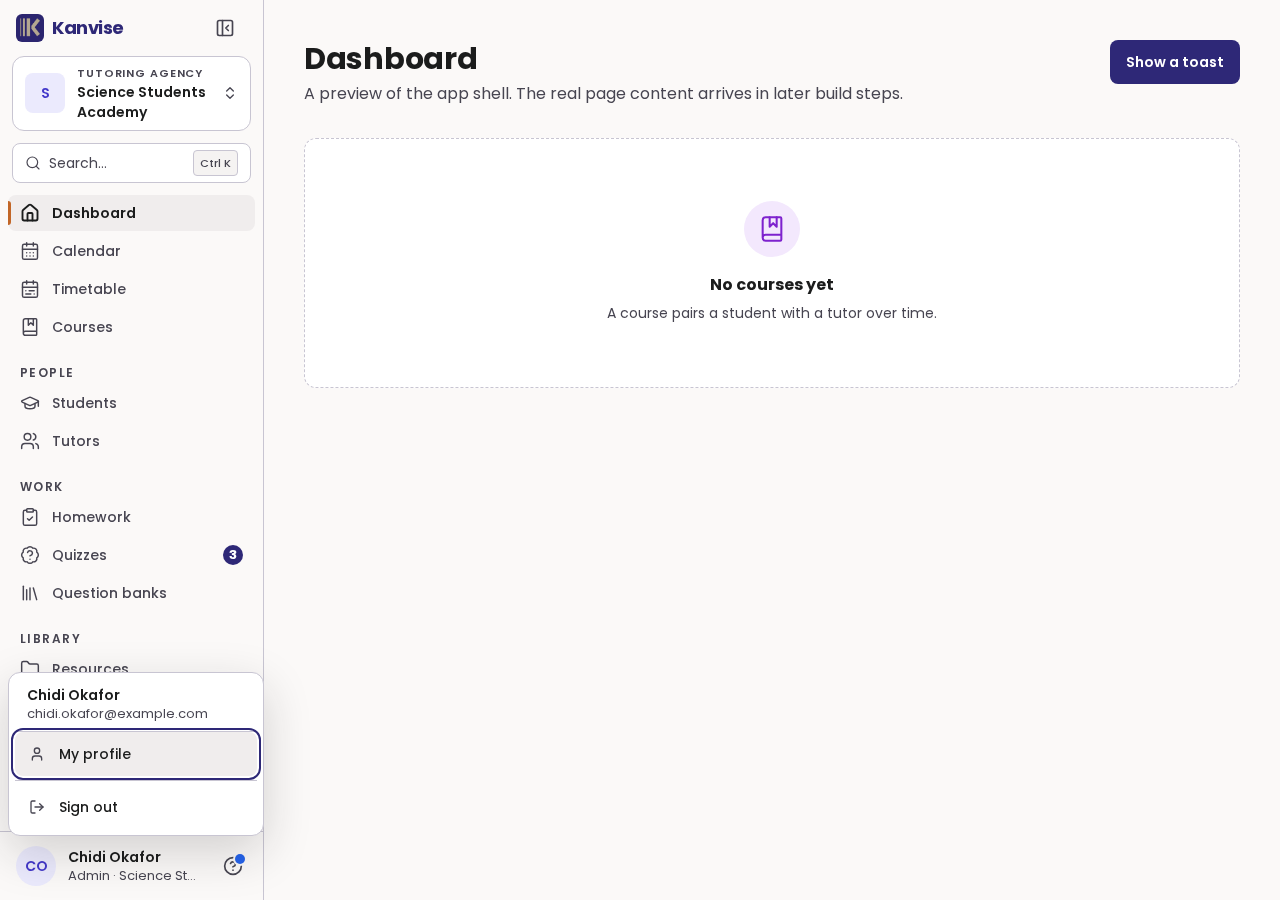 Kanvise
TUTORING AGENCY
S
Science Students
Academy
Search...
Ctrl K
Dashboard
Calendar
Timetable
Courses
PEOPLE
Students
Tutors
WORK
Homework
Quizzes
3
Question banks
LIBRARY
Resources
Chidi Okafor
chidi.okafor@example.com
My profile
Sign out
CO
Chidi Okafor
Admin · Science St...
Dashboard
A preview of the app shell. The real page content arrives in later build steps.
Show a toast
No courses yet
A course pairs a student with a tutor over time.